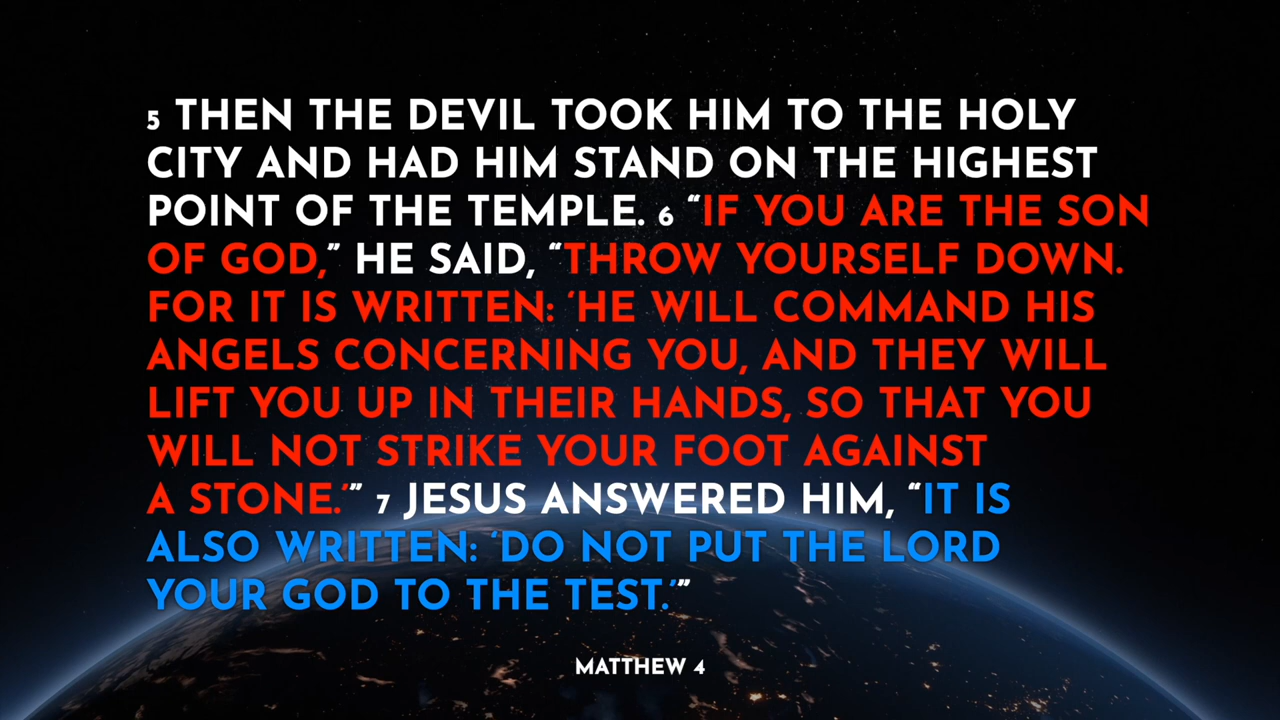 5 THEN THE DEVIL TOOK HIM TO THE HOLY
CITY AND HAD HIM STAND ON THE HIGHEST
POINT OF THE TEMPLE. 6 “IF YOU ARE THE SON
OF GOD,” HE SAID, “THROW YOURSELF DOWN.
FOR IT IS WRITTEN: ‘HE WILL COMMAND HIS
ANGELS CONCERNING YOU, AND THEY WILL
LIFT YOU UP IN THEIR HANDS, SO THAT YOU
WILL NOT STRIKE YOUR FOOT AGAINST
A STONE.’” 7 JESUS ANSWERED HIM, “IT IS
ALSO WRITTEN: ‘DO NOT PUT THE LORD
YOUR GOD TO THE TEST.’”
MATTHEW 4